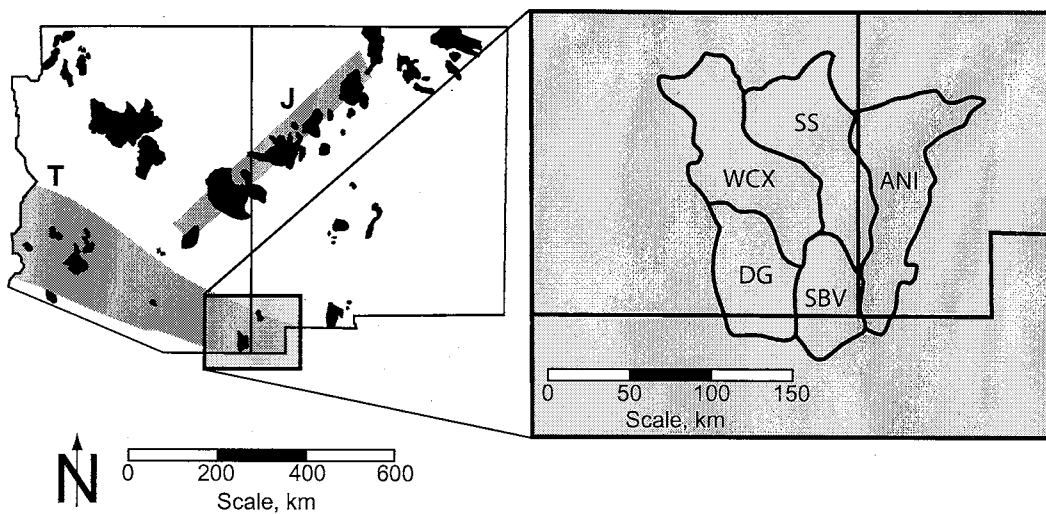 J
T
SS
WCX
ANI
DG
SBV
0 50 100 150
Scale, km
N
0 200 400 600
Scale, km